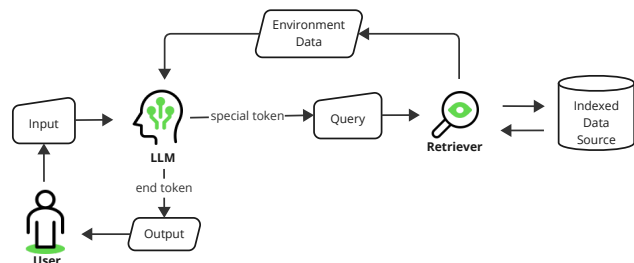 Environment
Data
Input
special token
Query
Indexed
Data
Source
LLM
Retriever
end token
Output
User